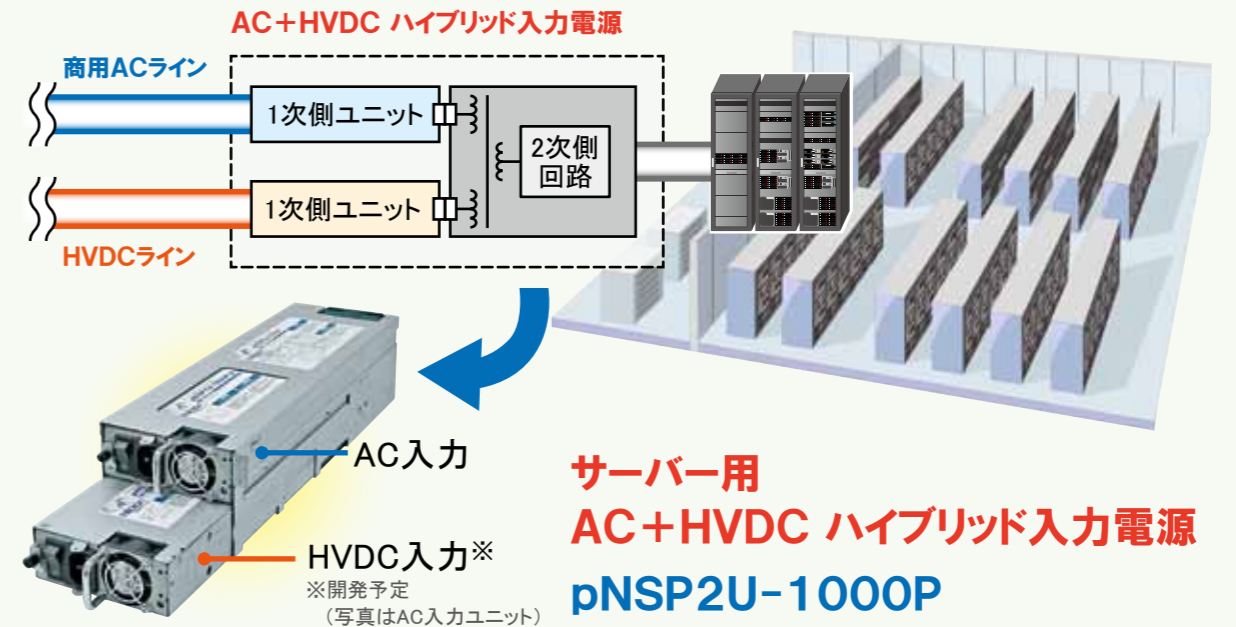 AC+HVDC ハイブリッド入力電源
商用ACライン
1次側ユニット
2次側
回路
1次側ユニット
HVDCライン
AC入力
HVDC入力※
※開発予定
（写真はAC入力ユニット）
サーバー用
AC+HVDC ハイブリッド入力電源
pNSP2U-1000P